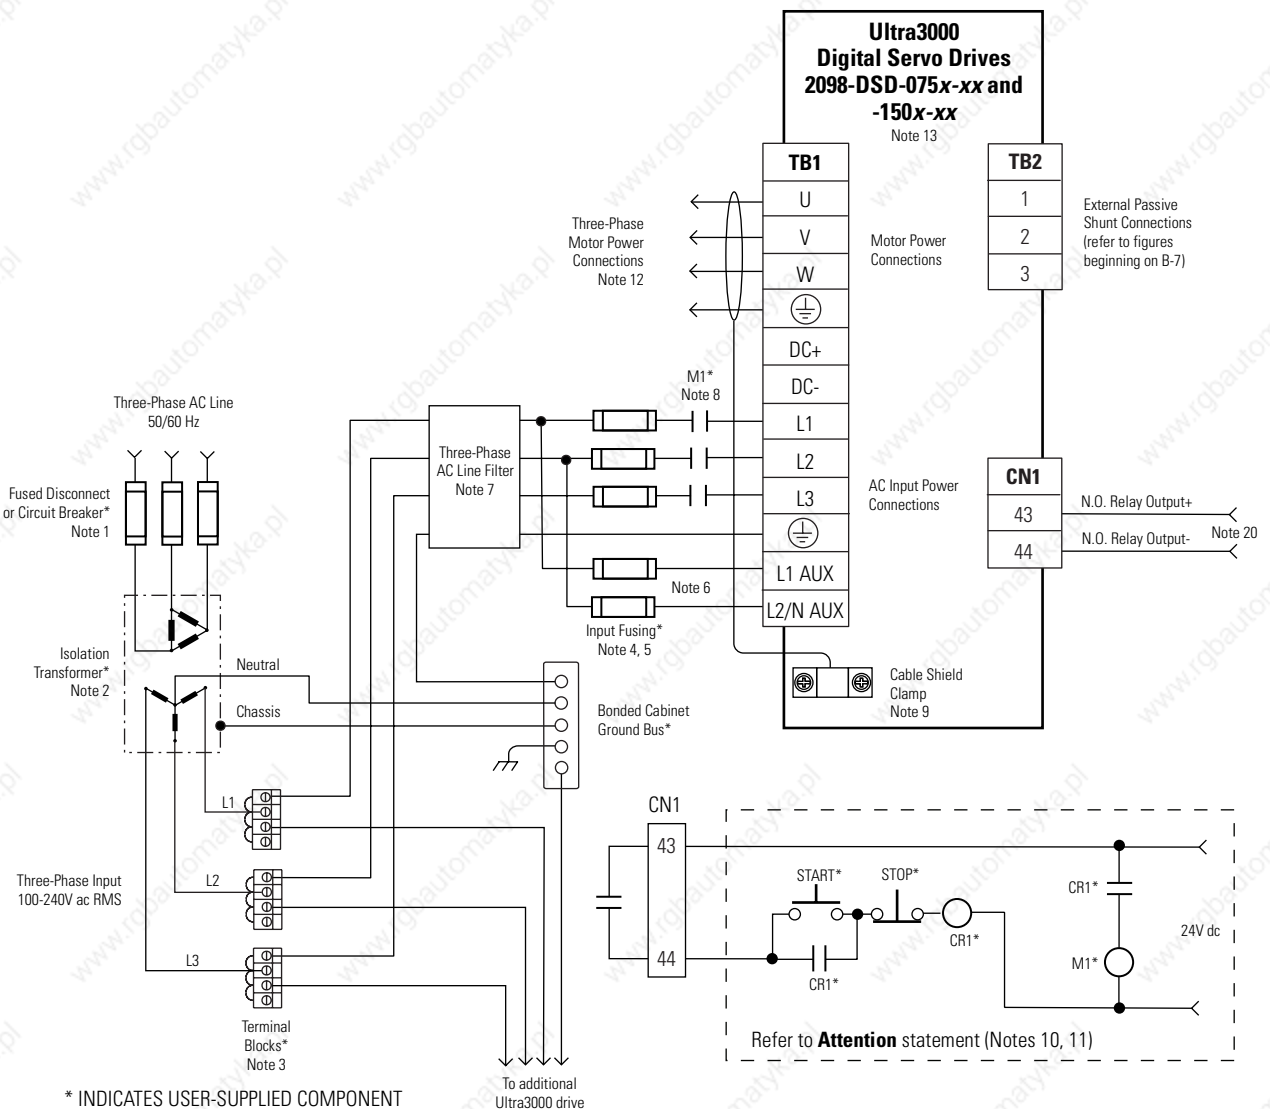 Ultra3000
Digital Servo Drives
2098-DSD-075x-xx and
-150x-xx
Note 13
TB1
U
V
W
DC+
DC-
L1
L2
L3
L1 AUX
L2/N AUX
TB2
1
2
3
External Passive
Shunt Connections
(refer to figures
beginning on B-7)
Three-Phase
Motor Power
Connections
Note 12
Motor Power
Connections
M1*
Note 8
Three-Phase AC Line
50/60 Hz
Three-Phase
AC Line Filter
Note 7
AC Input Power
Connections
CN1
43
44
N.O. Relay Output+
N.O. Relay Output-
Note 20
Fused Disconnect
or Circuit Breaker*
Note 1
Note 6
Input Fusing*
Note 4, 5
Isolation
Transformer*
Note 2
Neutral
Chassis
Cable Shield
Clamp
Note 9
Bonded Cabinet
Ground Bus*
L1
L2
L3
Three-Phase Input
100-240V ac RMS
Terminal
Blocks*
Note 3
CN1
43
44
START*
STOP*
CR1*
CR1*
CR1*
M1*
24V dc
Refer to Attention statement (Notes 10, 11)
To additional
Ultra3000 drive
* INDICATES USER-SUPPLIED COMPONENT
www.rgbautomatyka.pl